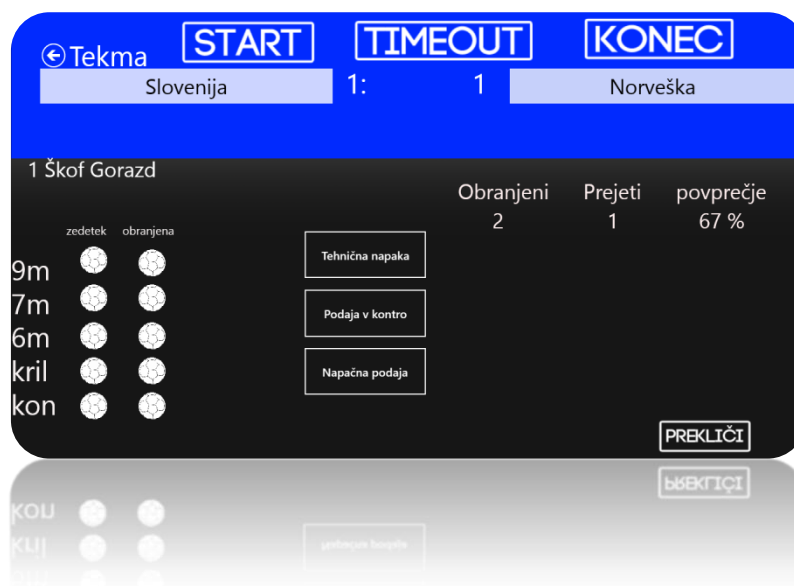 Tekma START TIMEOUT KONEC
Slovenija 1: 1 Norveška
1 Škof Gorazd
Obranjeni Prejeti povprečje
2 1 67 %
zedetek obranjena
Tehnična napaka
9m
7m
Podaja v kontro
6m
kril
Napačna podaja
kon
PREKLIČI